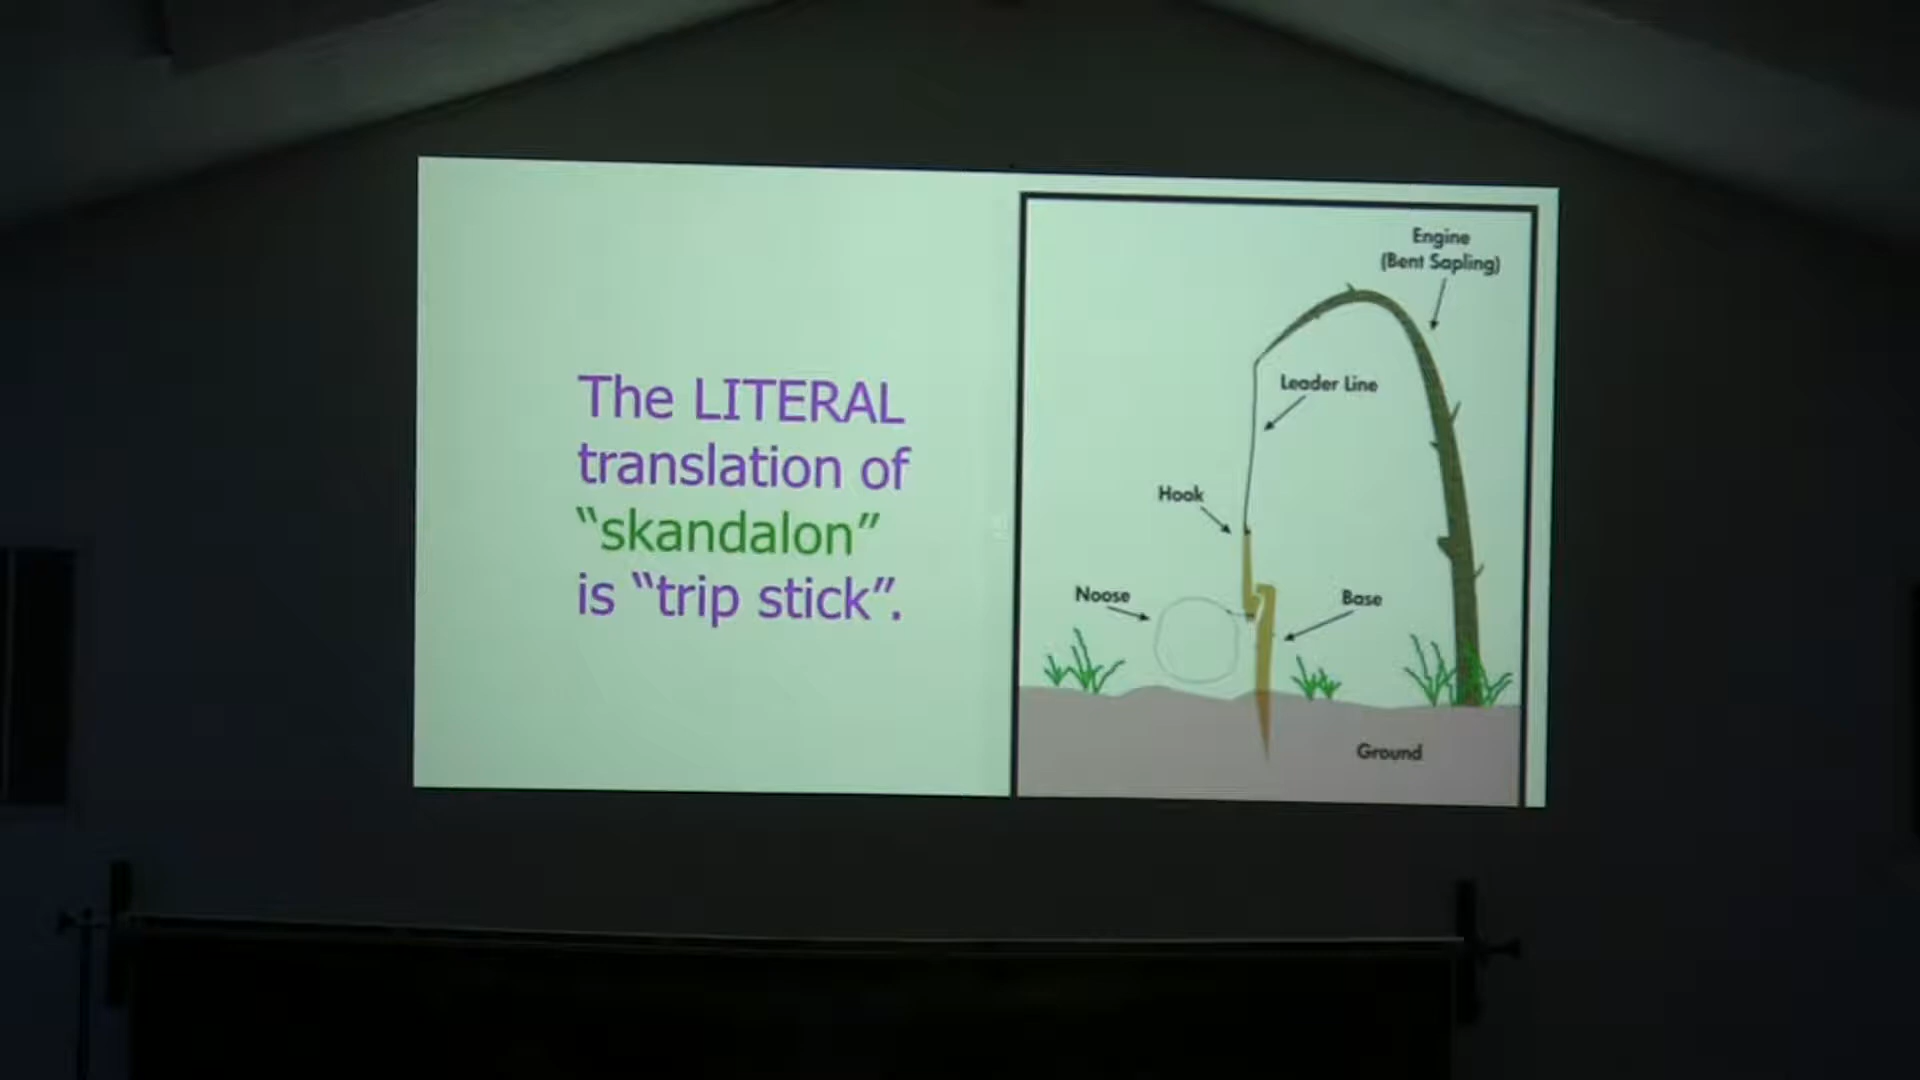 The LITERAL
translation of
“skandalon”
is “trip stick”.
Engine
(Bent Sapling)
Leader Line
Hook
Noose
Base
Ground